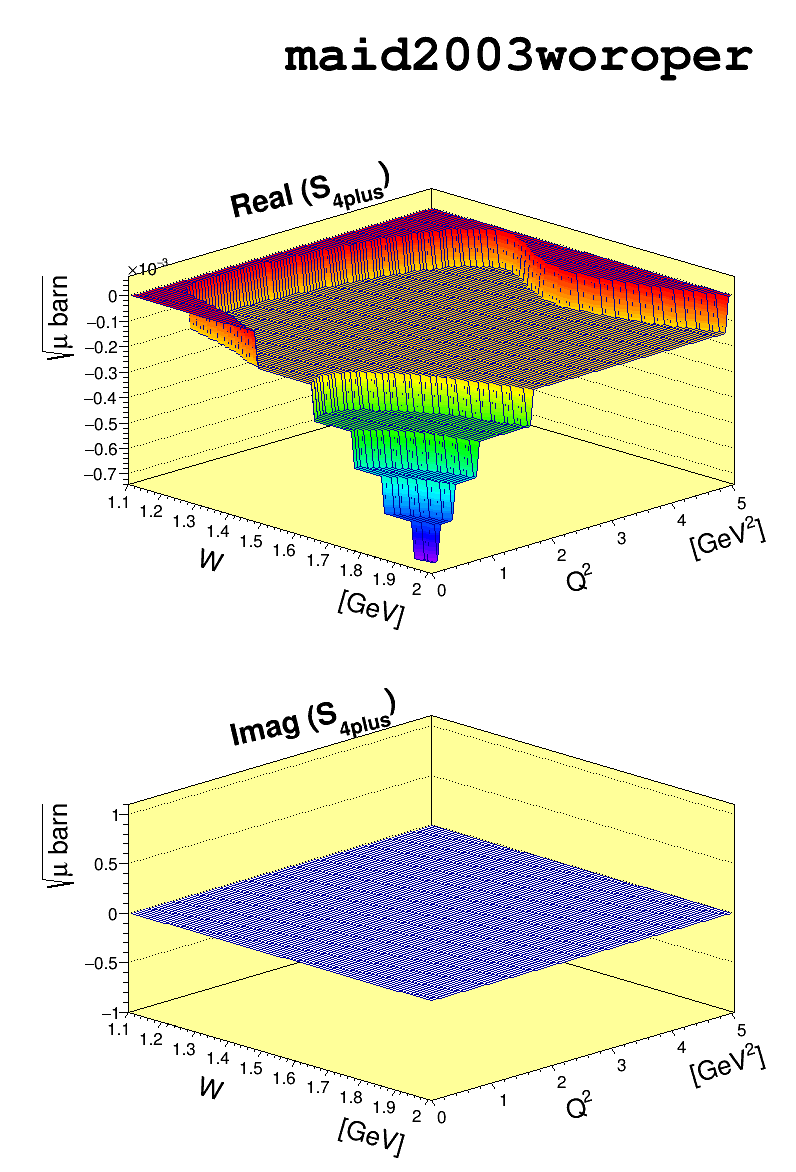 maid2003woroper
Real (S4plus)
×10⁻³
√μ barn
0
−0.1
−0.2
−0.3
−0.4
−0.5
−0.6
−0.7
1.1 1.2 1.3 1.4 1.5 1.6 1.7 1.8 1.9 2
W
[GeV]
0 1 2 3 4 5
Q²
[GeV²]
Imag (S4plus)
√μ barn
1
0.5
0
−0.5
−1
1.1 1.2 1.3 1.4 1.5 1.6 1.7 1.8 1.9 2
W
[GeV]
0 1 2 3 4 5
Q²
[GeV²]